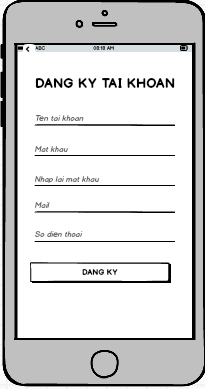 ABC 08:18 AM
DANG KY TAI KHOAN
Ten tai khoan
Mat khau
Nhap lai mat khau
Mail
So dien thoai
DANG KY